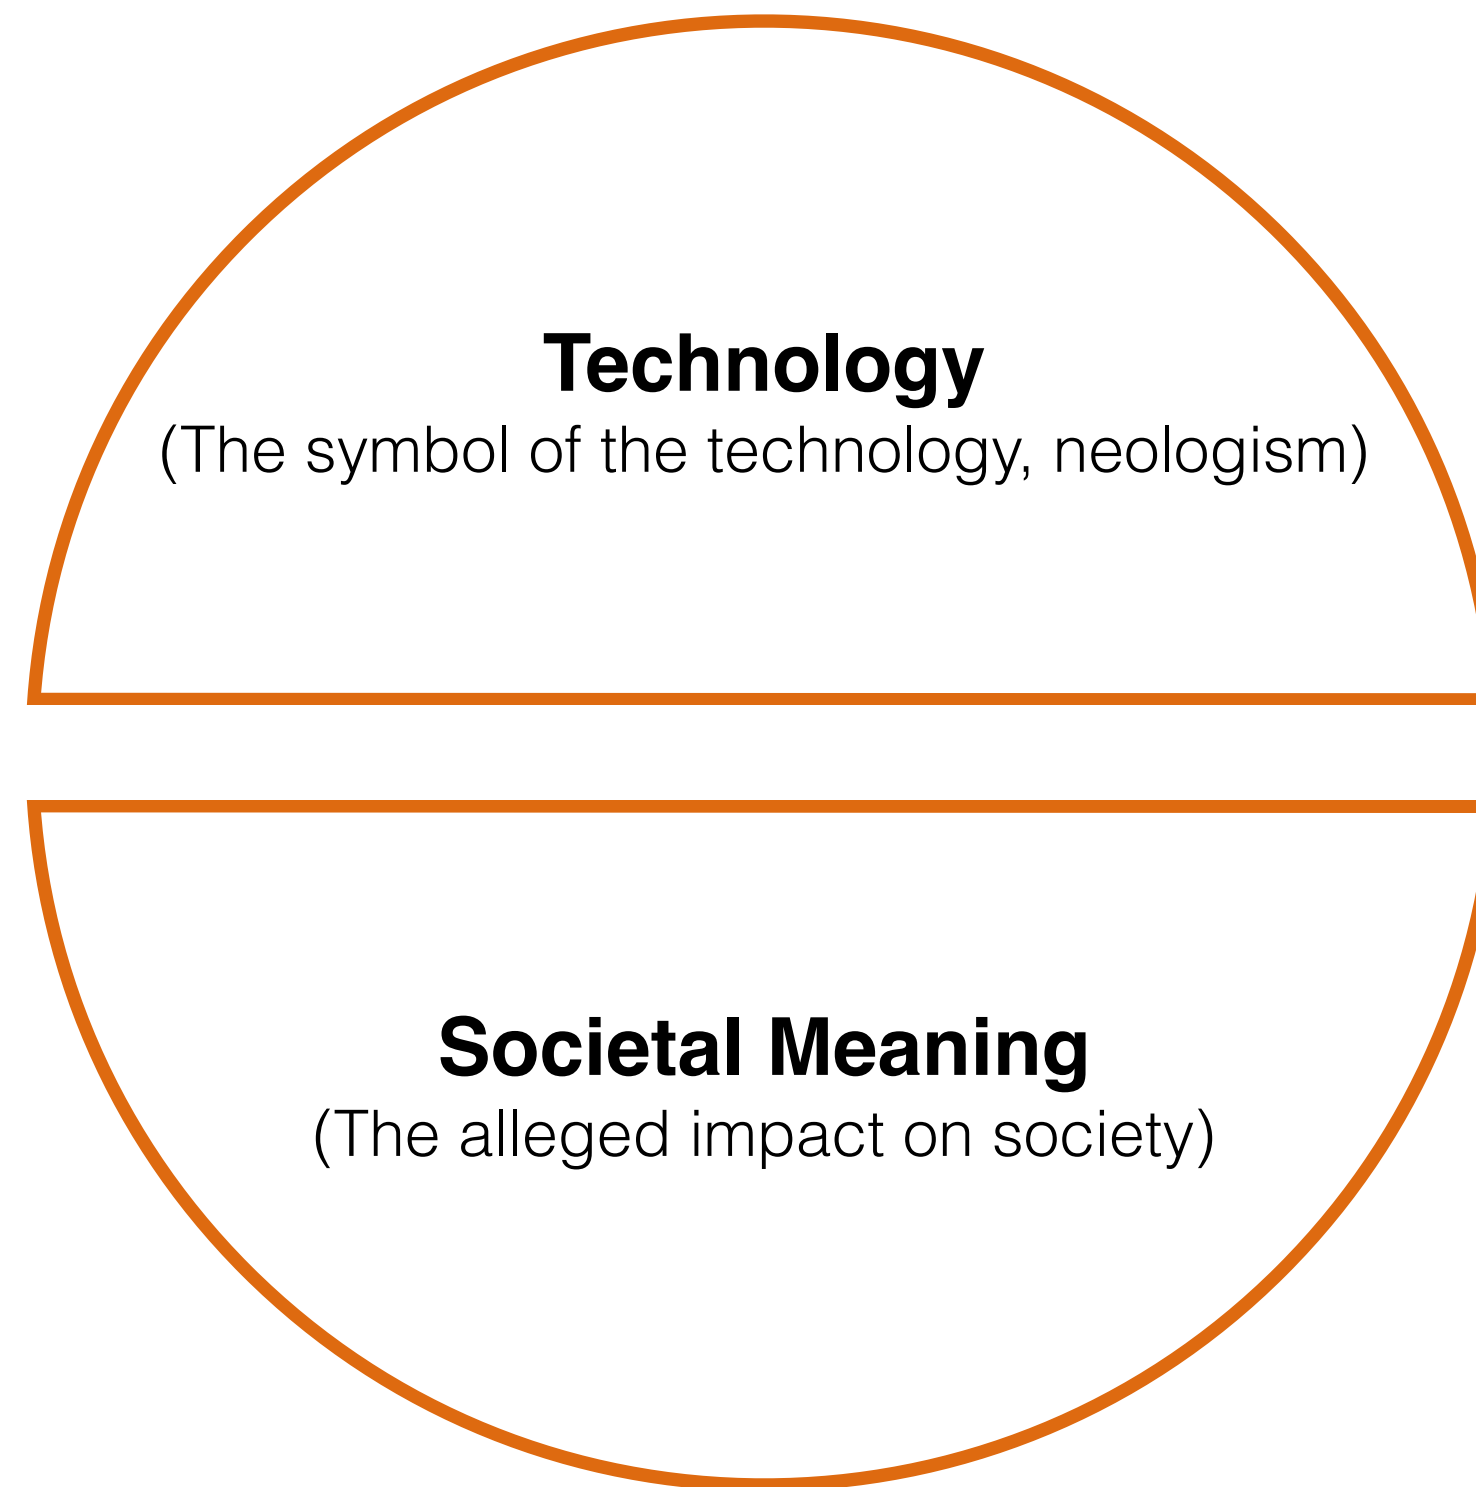 Technology
(The symbol of the technology, neologism)
Societal Meaning
(The alleged impact on society)